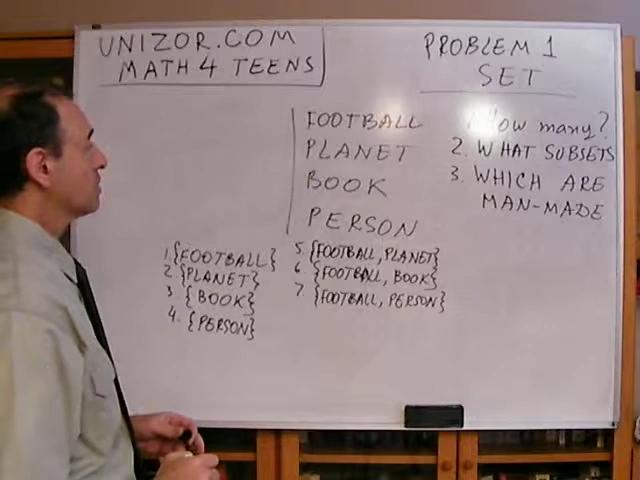 UNIZOR.COM
MATH 4 TEENS
PROBLEM 1
SET
FOOTBALL
PLANET
BOOK
PERSON
How many?
2. WHAT SUBSETS
3. WHICH ARE
MAN-MADE
1. {FOOTBALL}
2. {PLANET}
3. {BOOK}
4. {PERSON}
5. {FOOTBALL, PLANET}
6 {FOOTBALL, BOOK}
7. {FOOTBALL, PERSON}